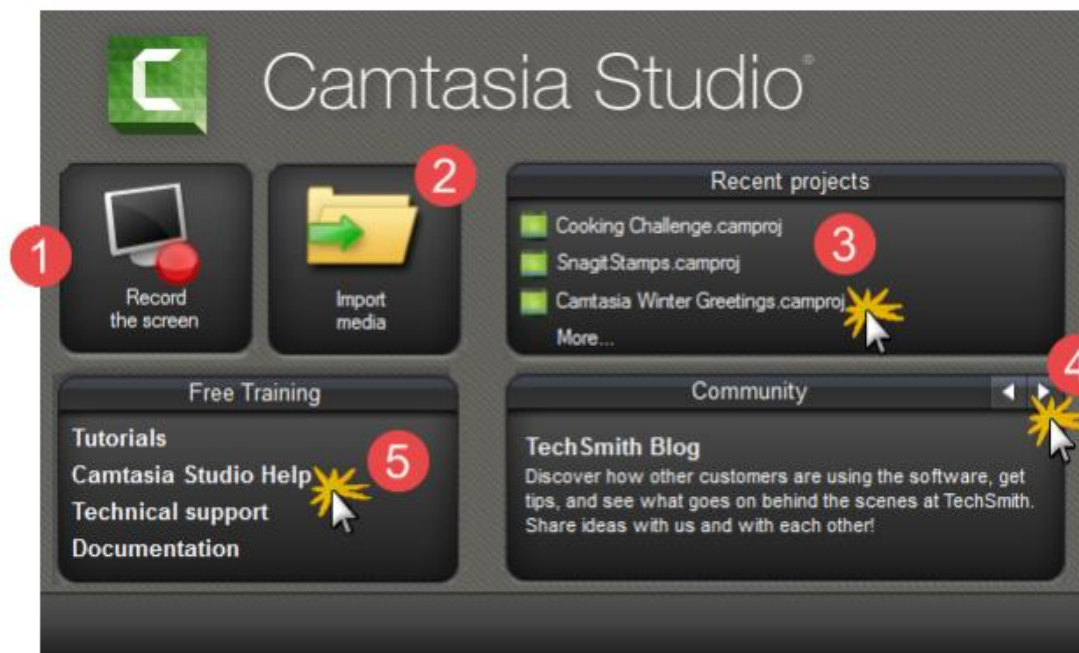 Camtasia Studio®
1
Record
the screen
2
Import
media
Recent projects
Cooking Challenge.camproj
SnagitStamps.camproj
Camtasia Winter Greetings.camproj
More...
3
Free Training
Tutorials
Camtasia Studio Help
Technical support
Documentation
5
Community
4
TechSmith Blog
Discover how other customers are using the software, get
tips, and see what goes on behind the scenes at TechSmith.
Share ideas with us and with each other!